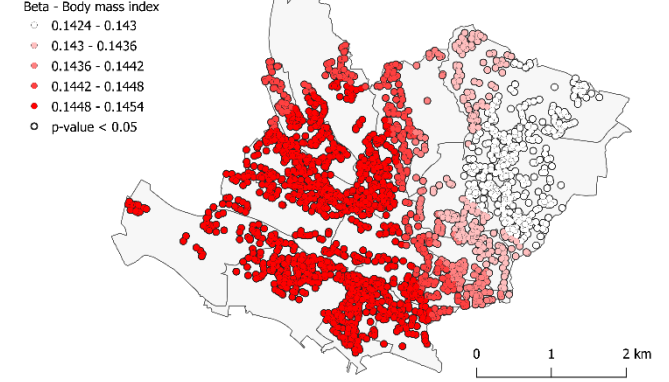 Beta - Body mass index
0.1424 - 0.143
0.143 - 0.1436
0.1436 - 0.1442
0.1442 - 0.1448
0.1448 - 0.1454
p-value < 0.05
0 1 2 km